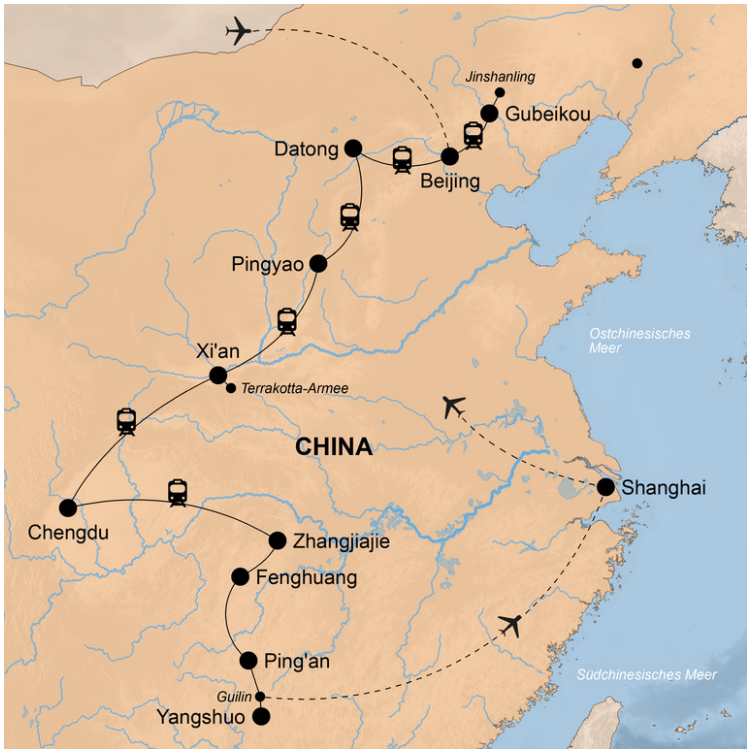 Jinshanling
Gubeikou
Datong
Beijing
Pingyao
Ostchinesisches
Meer
Xi'an
Terrakotta-Armee
CHINA
Shanghai
Chengdu
Zhangjiajie
Fenghuang
Ping'an
Südchinesisches Meer
Guilin
Yangshuo